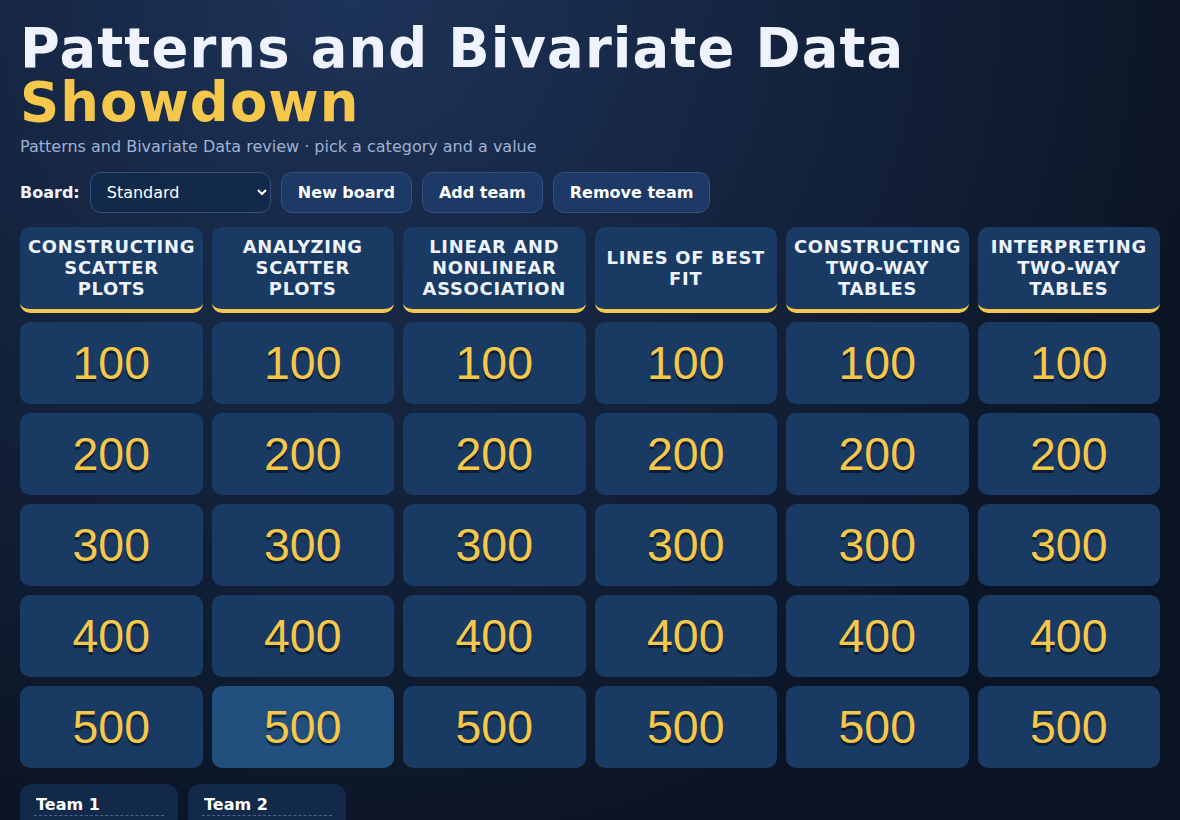 Patterns and Bivariate Data
Showdown
Patterns and Bivariate Data review · pick a category and a value
Board: Standard New board Add team Remove team
CONSTRUCTING
SCATTER
PLOTS
ANALYZING
SCATTER
PLOTS
LINEAR AND
NONLINEAR
ASSOCIATION
LINES OF BEST
FIT
CONSTRUCTING
TWO-WAY
TABLES
INTERPRETING
TWO-WAY
TABLES
100 100 100 100 100 100
200 200 200 200 200 200
300 300 300 300 300 300
400 400 400 400 400 400
500 500 500 500 500 500
Team 1 Team 2